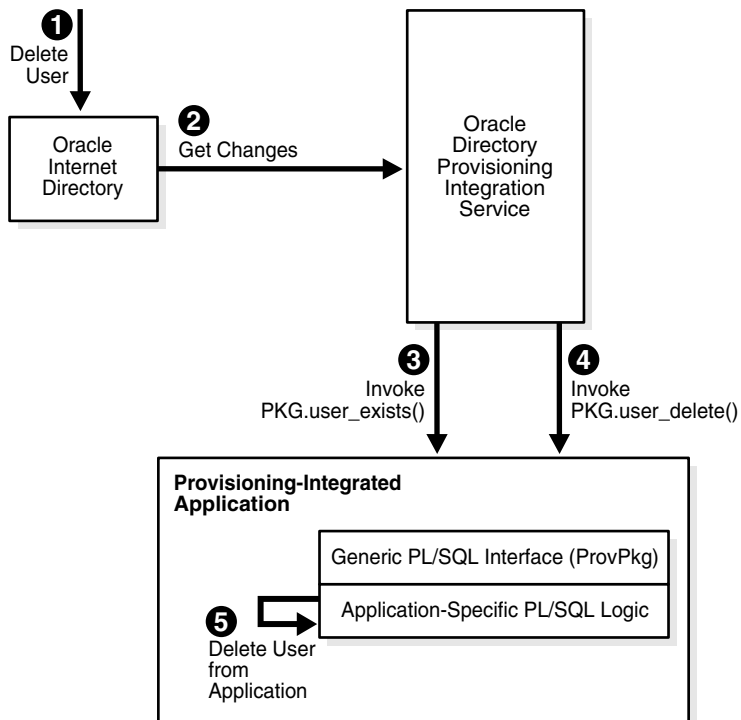 1
Delete
User
Oracle
Internet
Directory
2
Get Changes
Oracle
Directory
Provisioning
Integration
Service
3
Invoke
PKG.user_exists()
4
Invoke
PKG.user_delete()
Provisioning-Integrated
Application
Generic PL/SQL Interface (ProvPkg)
Application-Specific PL/SQL Logic
5
Delete User
from
Application